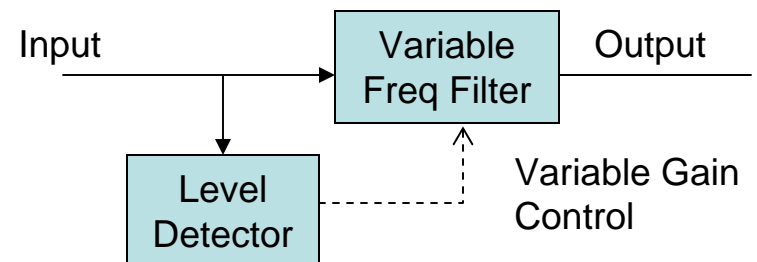 Input
Variable
Freq Filter
Output
Level
Detector
Variable Gain
Control